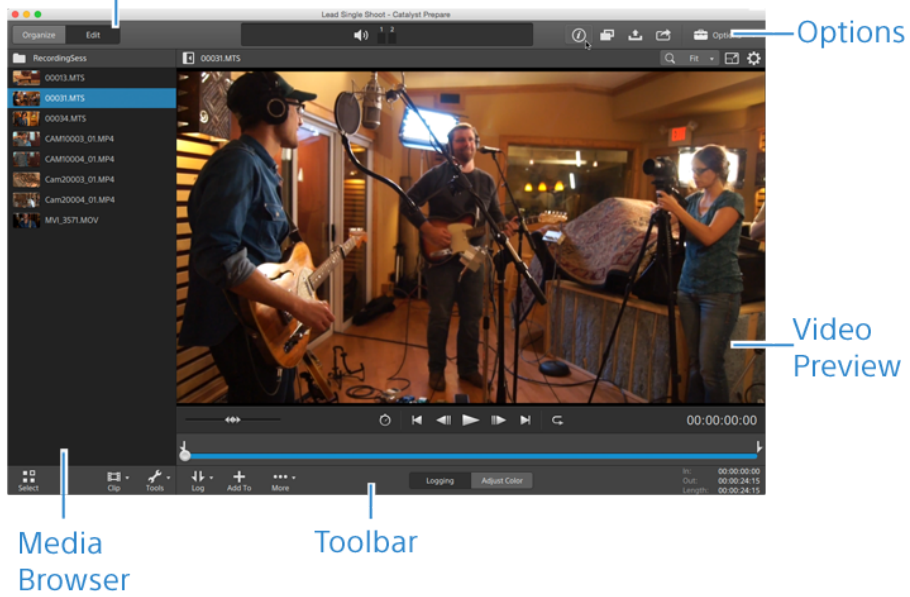 Lead Single Shoot - Catalyst Prepare
Organize Edit 1 2 Options
Options
RecordingSess 00031.MTS Fit
00013.MTS
00031.MTS
00034.MTS
CAM10003_01.MP4
CAM10004_01.MP4
Cam20003_01.MP4
Cam20004_01.MP4
MVI_3571.MOV
Video
Preview
00:00:00:00
In: 00:00:00:00
Out: 00:00:24:15
Length: 00:00:24:15
Select Clip Tools Log Add To More Logging Adjust Color
Media
Browser
Toolbar